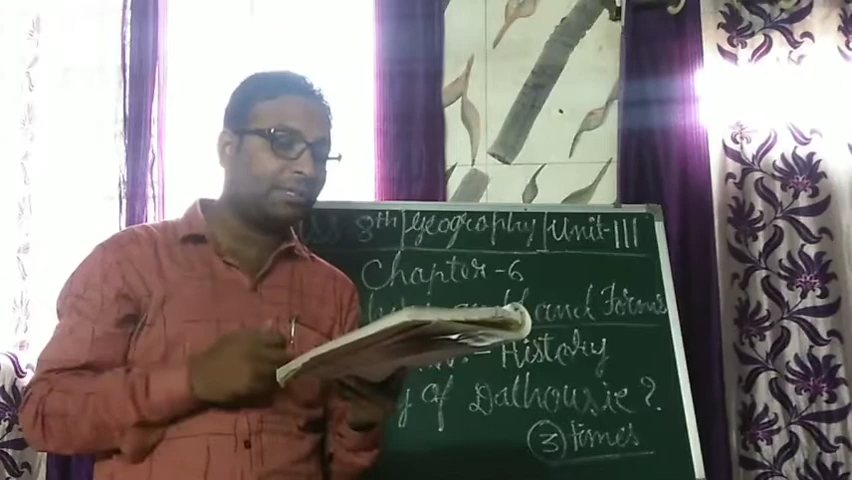 8th Geography Unit-III
Chapter-6
and Land Forms
History
of Dalhousie?
③ times